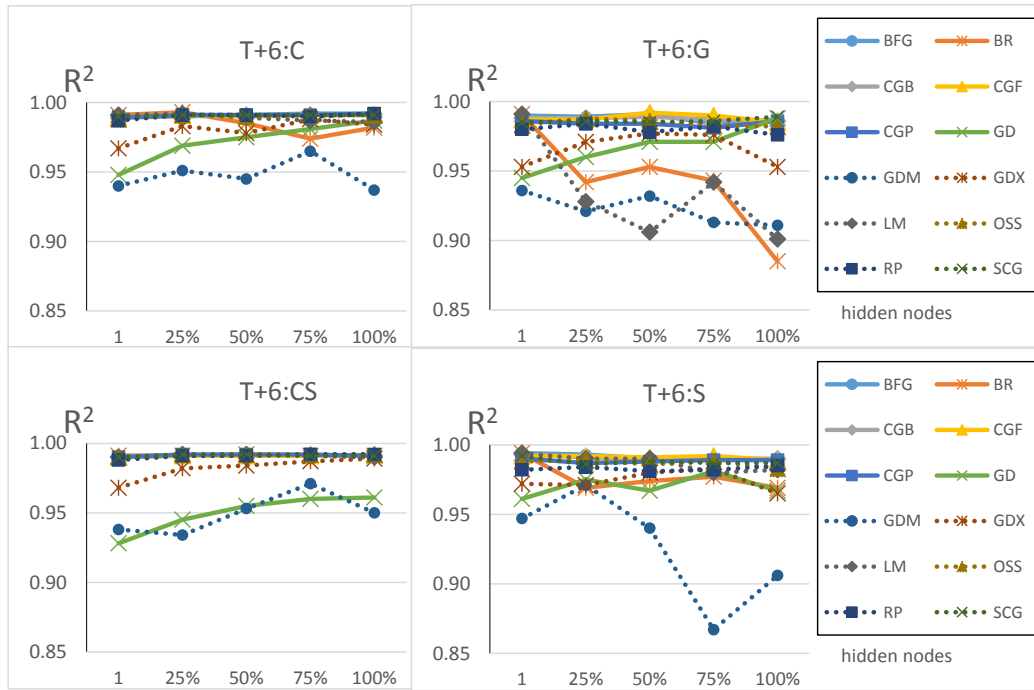 T+6:C
R²
1.00
0.95
0.90
0.85
1 25% 50% 75% 100%
T+6:G
R²
1.00
0.95
0.90
0.85
1 25% 50% 75% 100%
BFG BR
CGB CGF
CGP GD
GDM GDX
LM OSS
RP SCG
hidden nodes
T+6:CS
R²
1.00
0.95
0.90
0.85
1 25% 50% 75% 100%
T+6:S
R²
1.00
0.95
0.90
0.85
1 25% 50% 75% 100%
BFG BR
CGB CGF
CGP GD
GDM GDX
LM OSS
RP SCG
hidden nodes